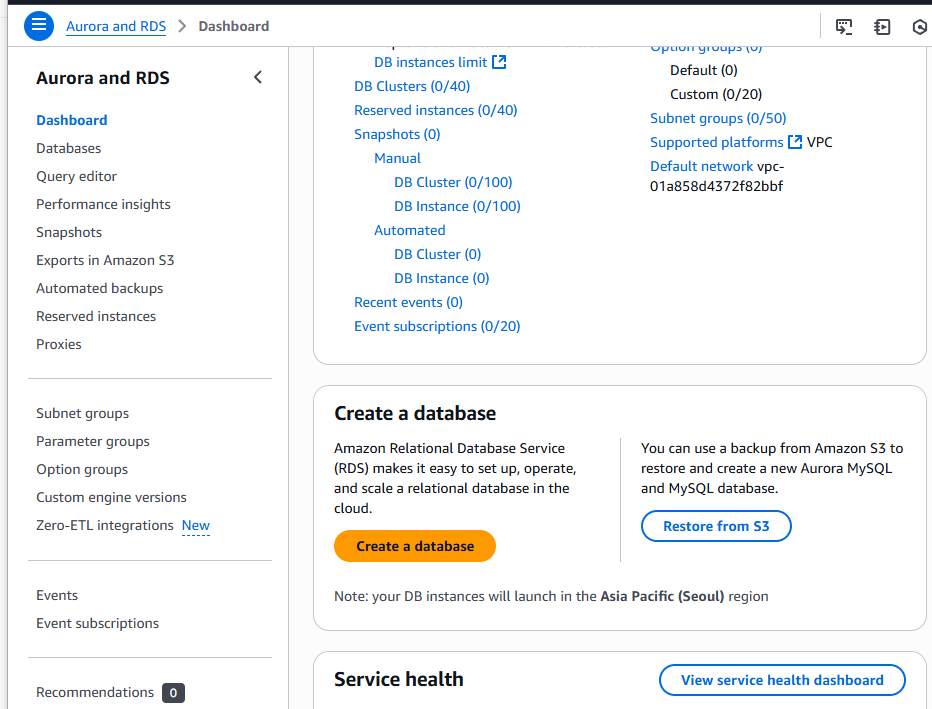 Aurora and RDS > Dashboard
Aurora and RDS
Dashboard
Databases
Query editor
Performance insights
Snapshots
Exports in Amazon S3
Automated backups
Reserved instances
Proxies
Subnet groups
Parameter groups
Option groups
Custom engine versions
Zero-ETL integrations New
Events
Event subscriptions
Recommendations 0
DB instances limit
DB Clusters (0/40)
Reserved instances (0/40)
Snapshots (0)
Manual
DB Cluster (0/100)
DB Instance (0/100)
Automated
DB Cluster (0)
DB Instance (0)
Recent events (0)
Event subscriptions (0/20)
Option groups (0)
Default (0)
Custom (0/20)
Subnet groups (0/50)
Supported platforms VPC
Default network vpc-
01a858d4372f82bbf
Create a database
Amazon Relational Database Service
(RDS) makes it easy to set up, operate,
and scale a relational database in the
cloud.
Create a database
You can use a backup from Amazon S3 to
restore and create a new Aurora MySQL
and MySQL database.
Restore from S3
Note: your DB instances will launch in the Asia Pacific (Seoul) region
Service health
View service health dashboard